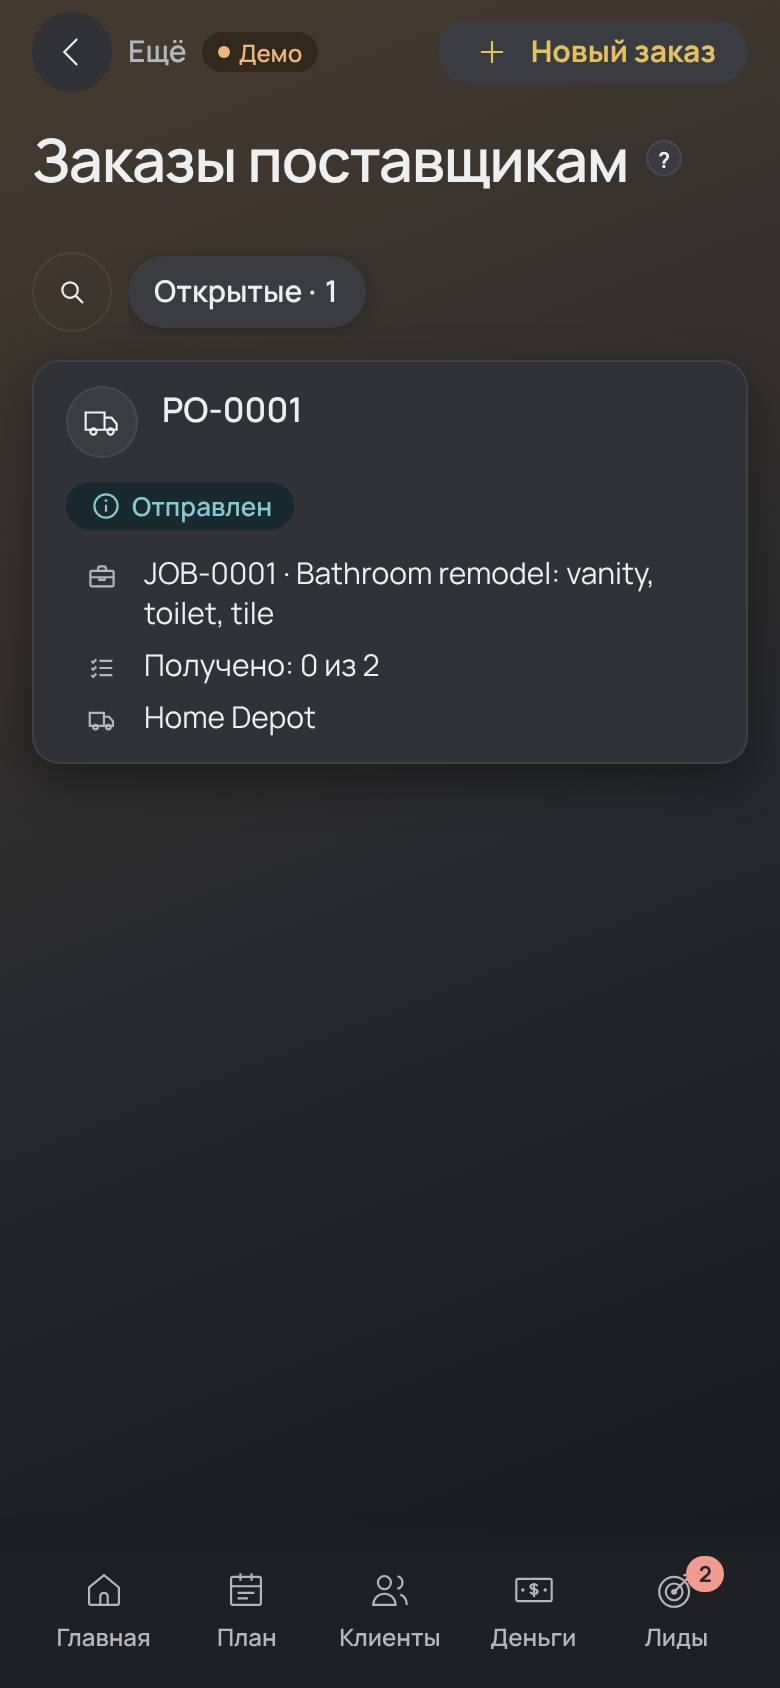 Ещё
Демо
Новый заказ
Заказы поставщикам
?
Открытые · 1
PO-0001
Отправлен
JOB-0001 · Bathroom remodel: vanity,
toilet, tile
Получено: 0 из 2
Home Depot
2
Главная
План
Клиенты
Деньги
Лиды